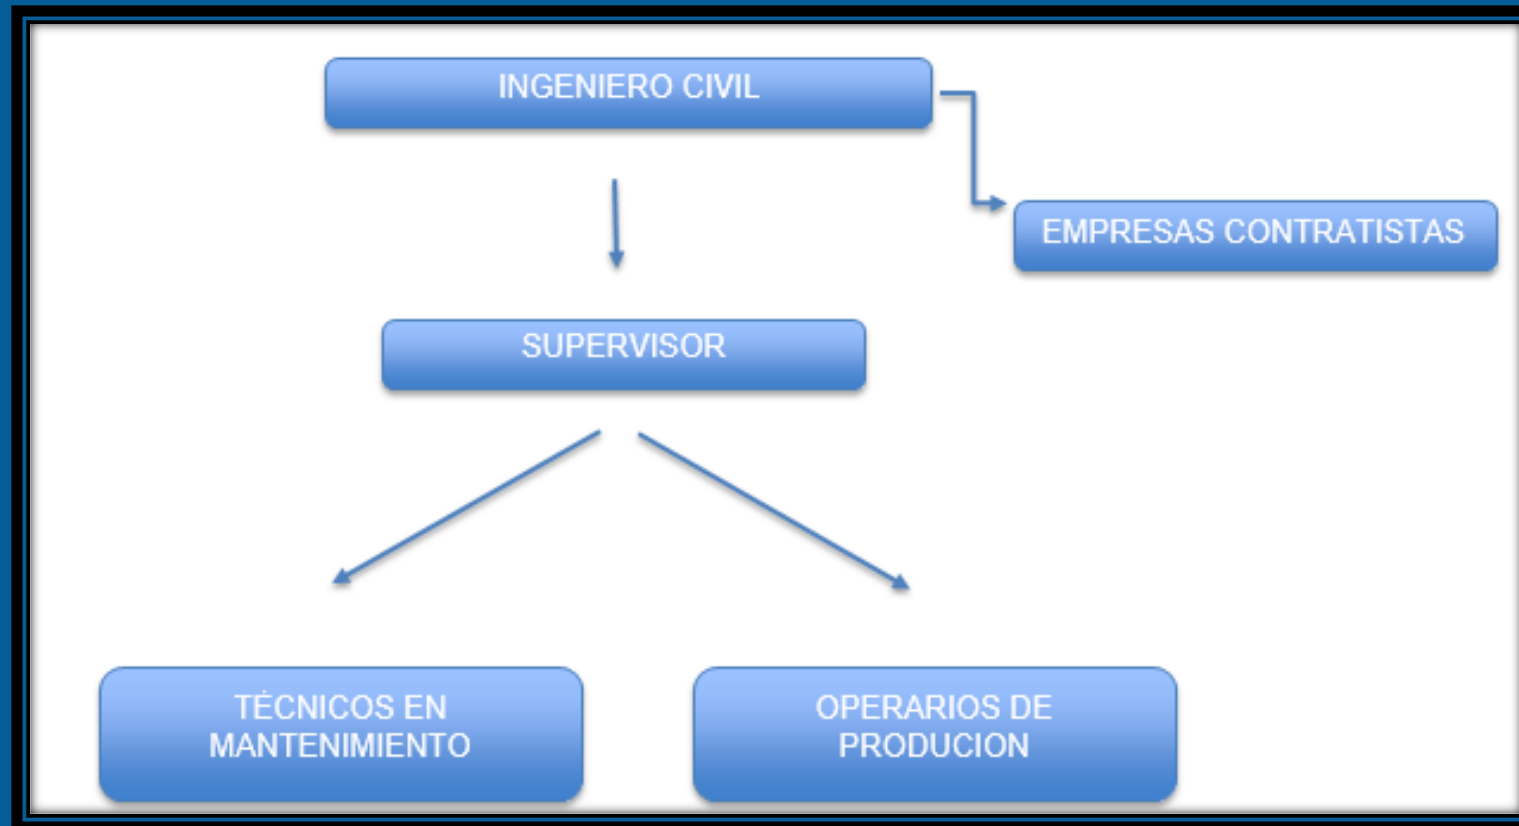 INGENIERO CIVIL
EMPRESAS CONTRATISTAS
SUPERVISOR
TÉCNICOS EN
MANTENIMIENTO
OPERARIOS DE
PRODUCION